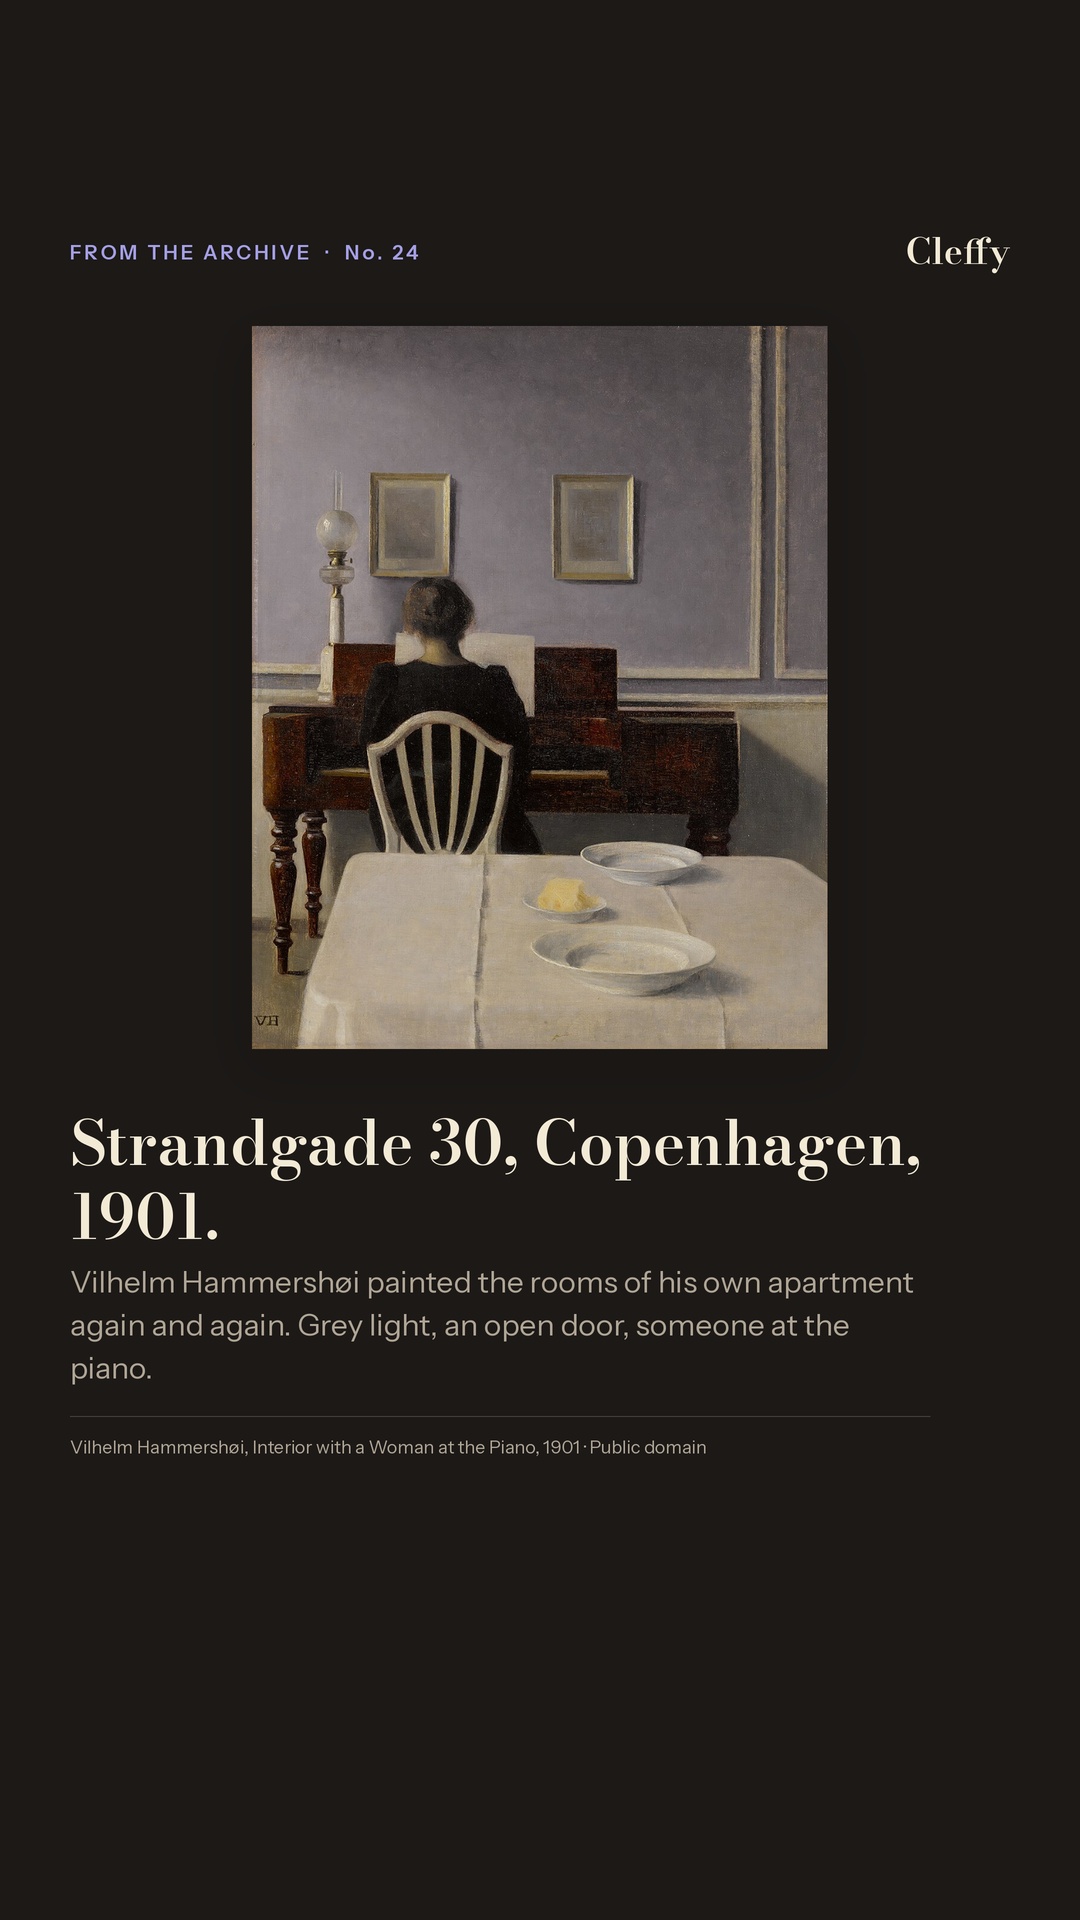 FROM THE ARCHIVE · No. 24
Cleffy
VH
Strandgade 30, Copenhagen,
1901.
Vilhelm Hammershøi painted the rooms of his own apartment
again and again. Grey light, an open door, someone at the
piano.
Vilhelm Hammershøi, Interior with a Woman at the Piano, 1901 · Public domain